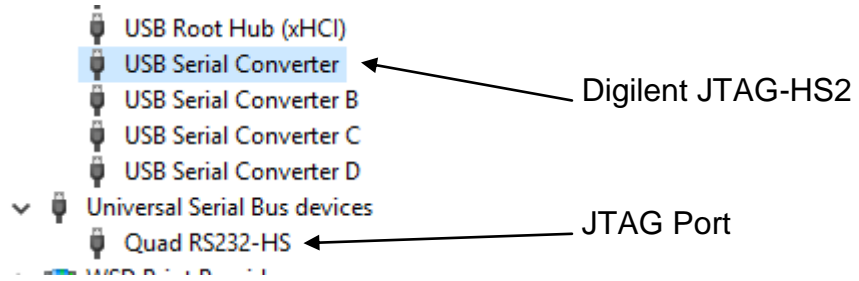 USB Root Hub (xHCI)
USB Serial Converter
Digilent JTAG-HS2
USB Serial Converter B
USB Serial Converter C
USB Serial Converter D
Universal Serial Bus devices
JTAG Port
Quad RS232-HS